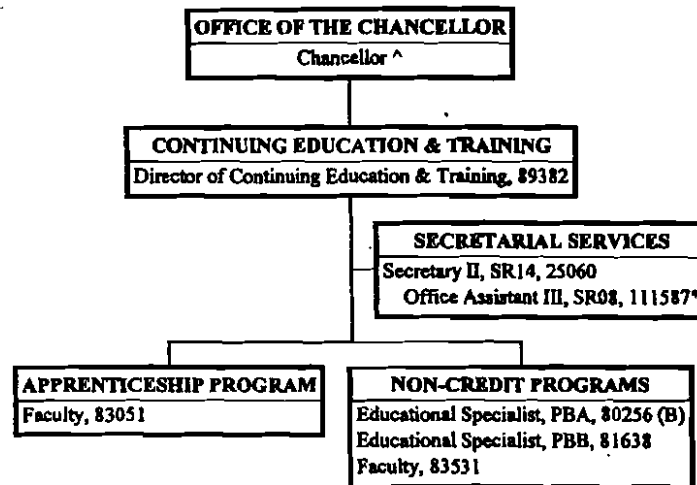 OFFICE OF THE CHANCELLOR
Chancellor ^
CONTINUING EDUCATION & TRAINING
Director of Continuing Education & Training, 89382
SECRETARIAL SERVICES
Secretary II, SR14, 25060
Office Assistant III, SR08, 111587*
APPRENTICESHIP PROGRAM
Faculty, 83051
NON-CREDIT PROGRAMS
Educational Specialist, PBA, 80256 (B)
Educational Specialist, PBB, 81638
Faculty, 83531